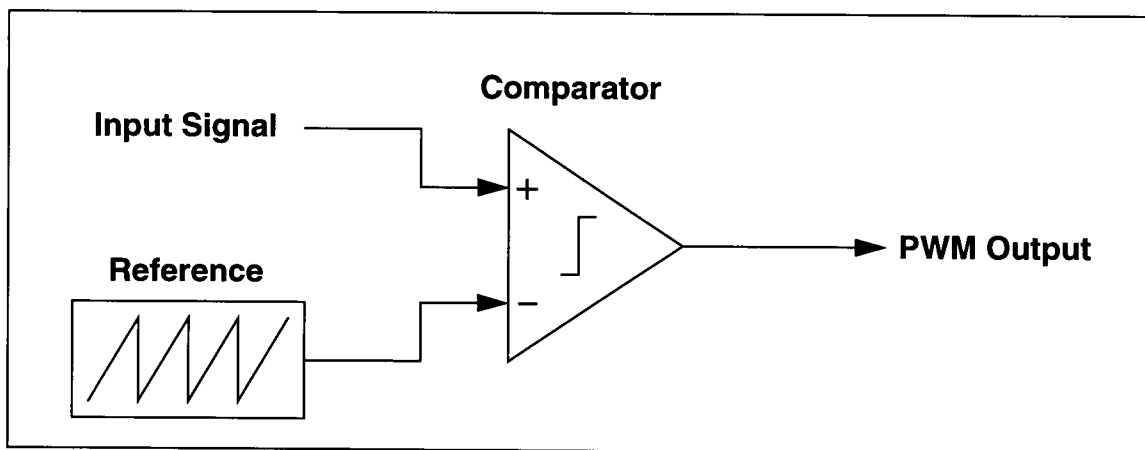 Comparator
Input Signal
+
PWM Output
Reference
−